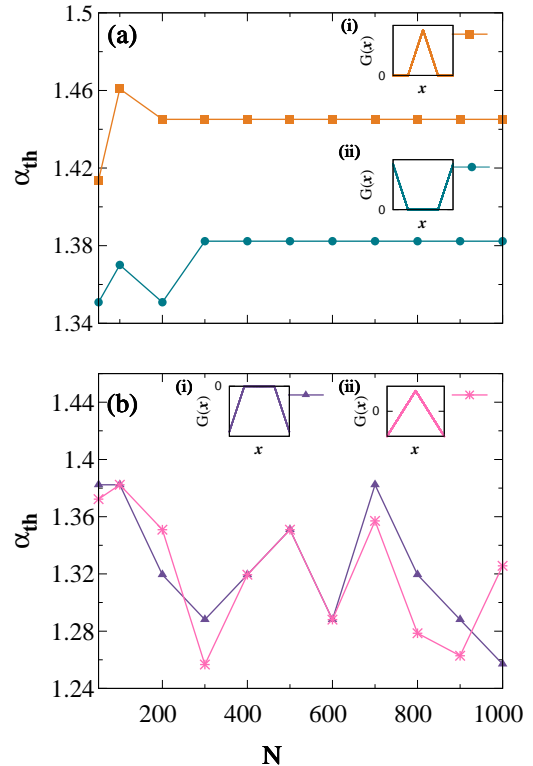 1.5
(a)
(i)
G(x)
0
x
1.46
1.42
α_th
(ii)
G(x)
0
x
1.38
1.34
1.44
(b)
(i)
0
G(x)
x
(ii)
G(x)
0
x
1.4
1.36
α_th
1.32
1.28
1.24
200
400
600
800
1000
N